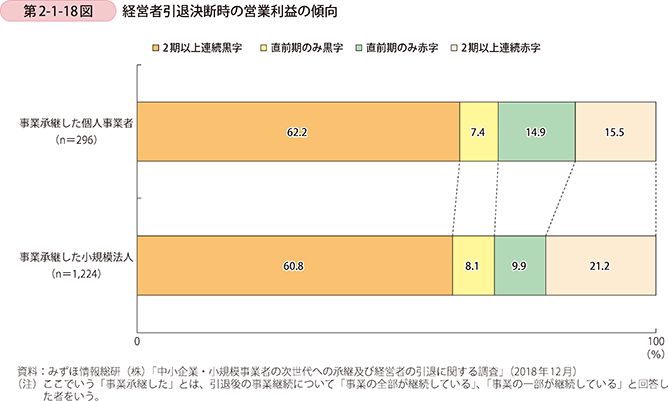 第2-1-18図 経営者引退決断時の営業利益の傾向
2期以上連続黒字 直前期のみ黒字 直前期のみ赤字 2期以上連続赤字
事業承継した個人事業者
(n=296)
62.2 7.4 14.9 15.5
事業承継した小規模法人
(n=1,224)
60.8 8.1 9.9 21.2
0 100
(%)
資料:みずほ情報総研(株)「中小企業・小規模事業者の次世代への承継及び経営者の引退に関する調査」(2018年12月)
(注)ここでいう「事業承継した」とは、引退後の事業継続について「事業の全部が継続している」、「事業の一部が継続している」と回答し
た者をいう。